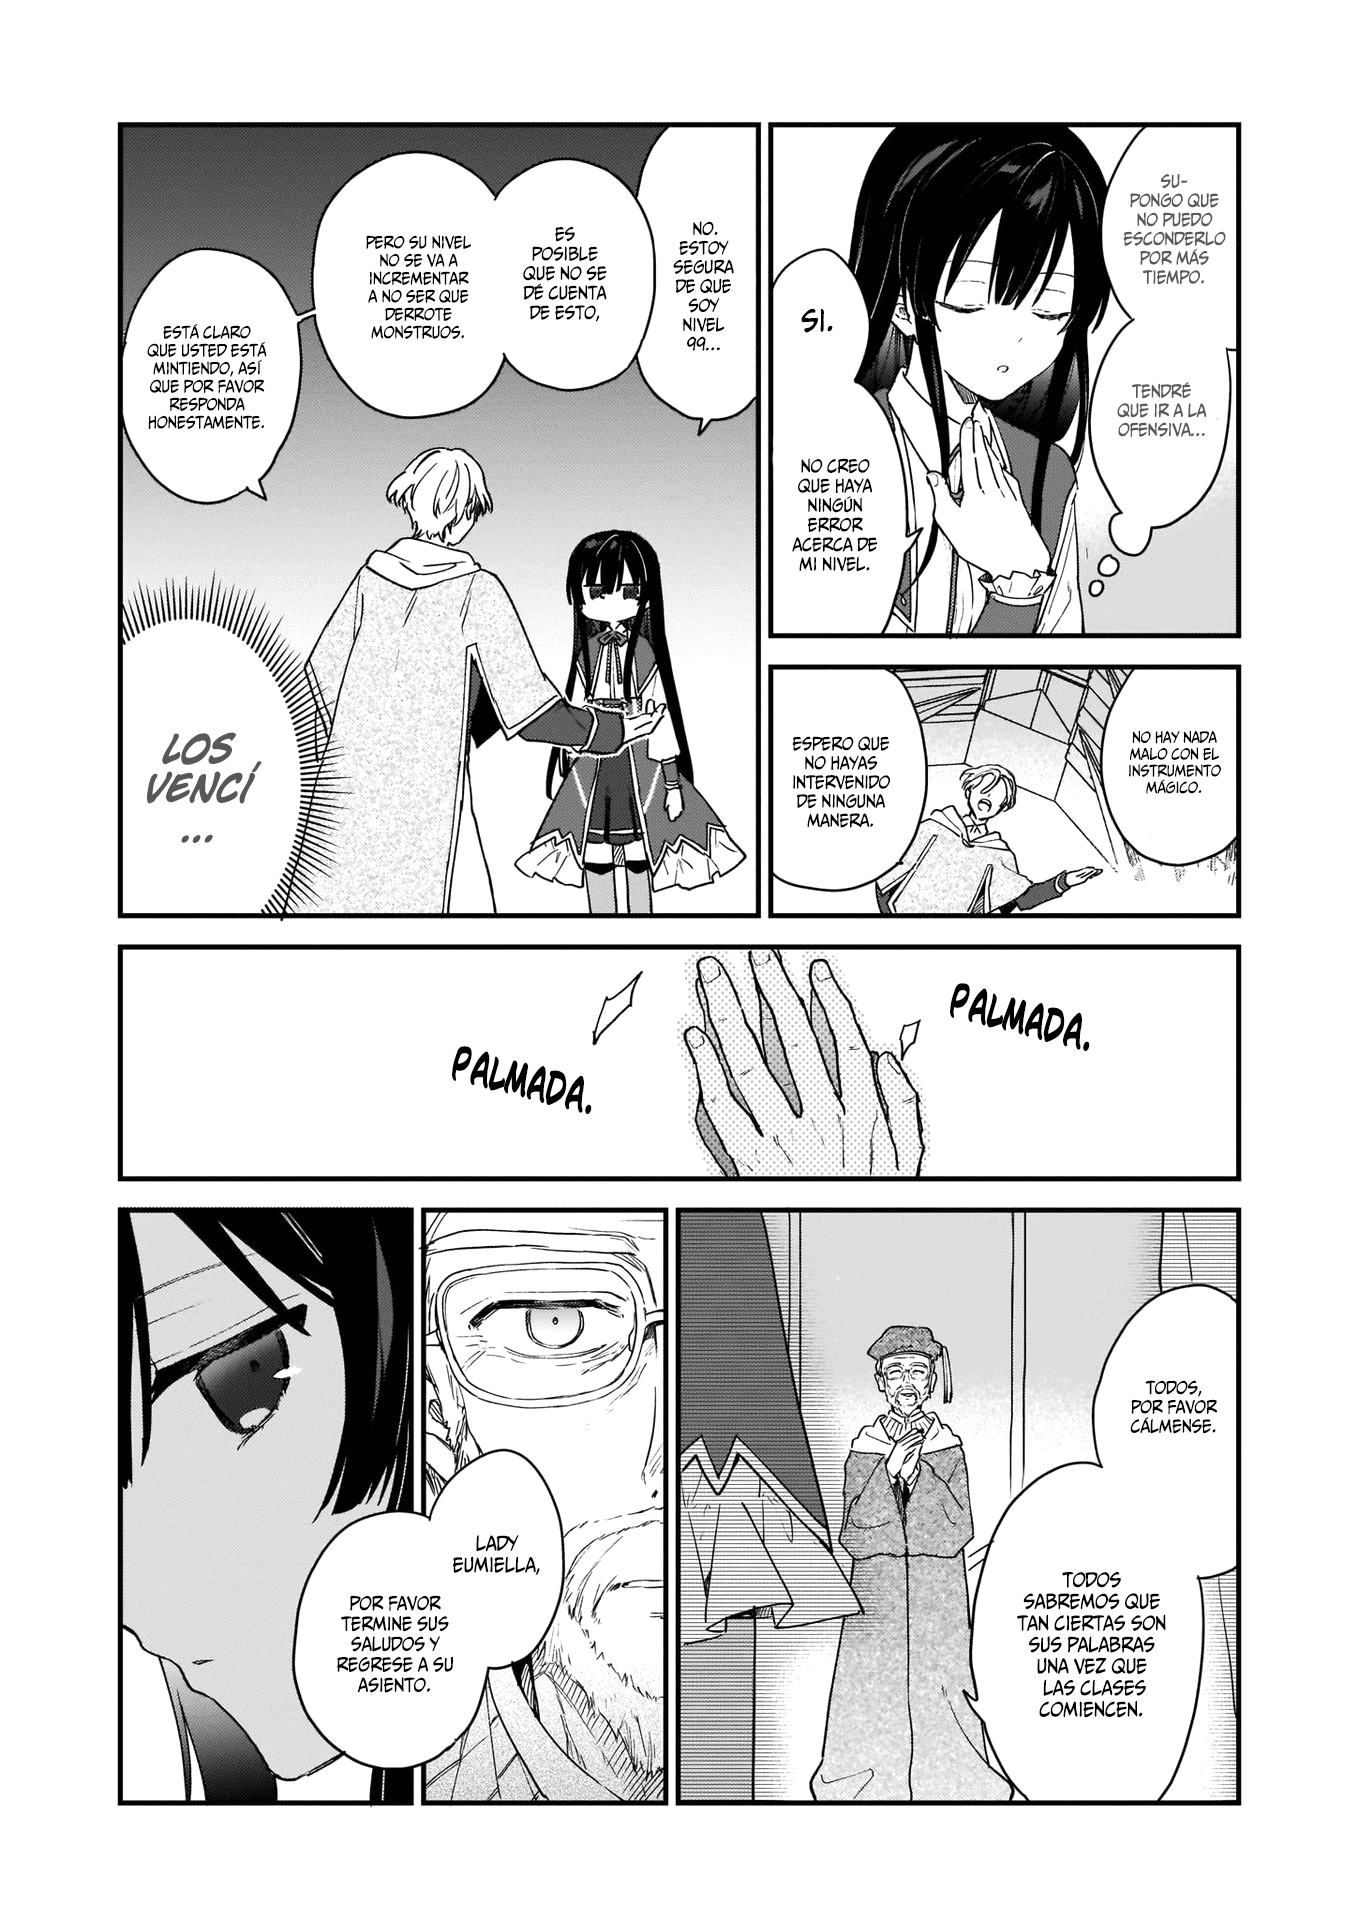 SU-
PONGO QUE
NO PUEDO
ESCONDERLO
POR MÁS
TIEMPO.
TENDRÉ
QUE IR A LA
OFENSIVA...
SI.
NO CREO
QUE HAYA
NINGÚN
ERROR
ACERCA DE
MI NIVEL.
NO HAY NADA
MALO CON EL
INSTRUMENTO
MÁGICO.
ESPERO QUE
NO HAYAS
INTERVENIDO
DE NINGUNA
MANERA.
NO.
ESTOY
SEGURA
DE QUE
SOY
NIVEL
99...
ES
POSIBLE
QUE NO SE
DÉ CUENTA
DE ESTO,
PERO SU NIVEL
NO SE VA A
INCREMENTAR
A NO SER QUE
DERROTE
MONSTRUOS.
ESTÁ CLARO
QUE USTED ESTÁ
MINTIENDO, ASÍ
QUE POR FAVOR
RESPONDA
HONESTAMENTE.
LOS
VENCÍ
...
PALMADA.
PALMADA.
TODOS,
POR FAVOR
CÁLMENSE.
TODOS
SABREMOS QUE
TAN CIERTAS SON
SUS PALABRAS
UNA VEZ QUE
LAS CLASES
COMIENCEN.
LADY
EUMIELLA,
POR FAVOR
TERMINE SUS
SALUDOS Y
REGRESE A SU
ASIENTO.